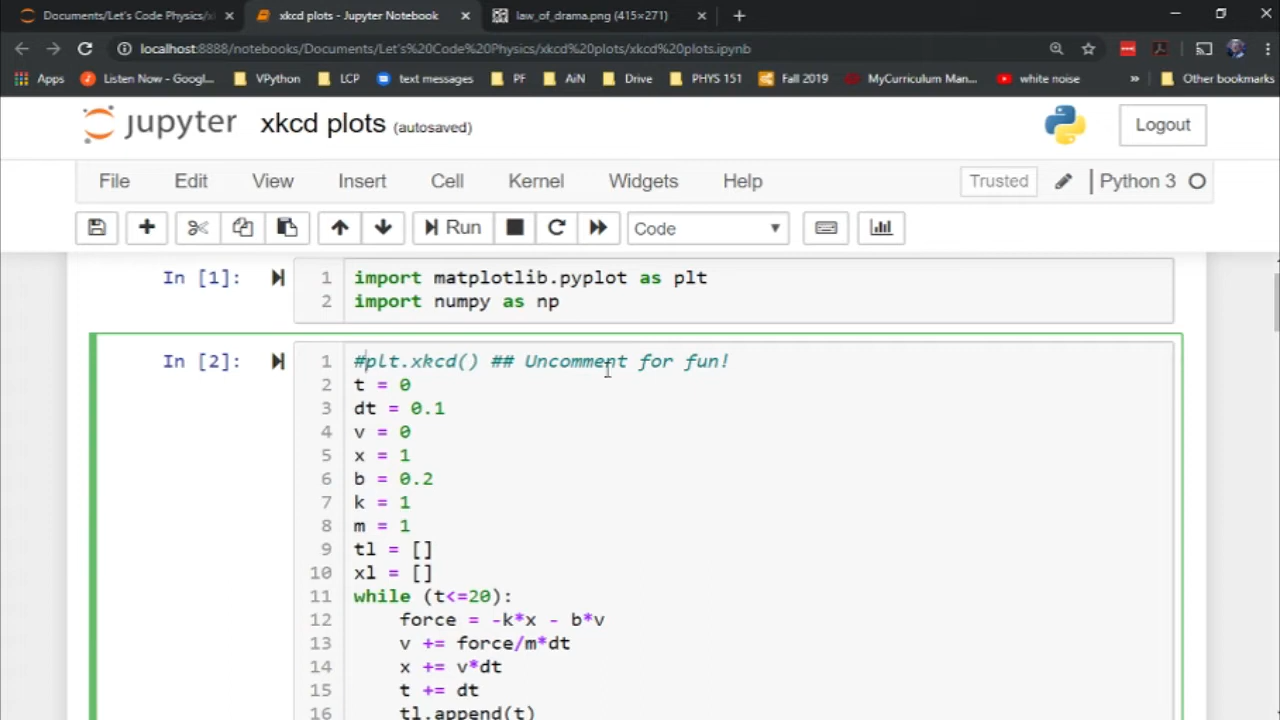 Documents/Let's Code Physics/x
xkcd plots - Jupyter Notebook
law_of_drama.png (415×271)
localhost:8888/notebooks/Documents/Let's%20Code%20Physics/xkcd%20plots/xkcd%20plots.ipynb
Apps
Listen Now - Googl...
VPython
LCP
text messages
PF
AiN
Drive
PHYS 151
Fall 2019
MyCurriculum Man...
white noise
»
Other bookmarks
jupyter xkcd plots (autosaved)
Logout
File Edit View Insert Cell Kernel Widgets Help
Trusted
Python 3
Run
Code
In [1]:
1 import matplotlib.pyplot as plt
2 import numpy as np
In [2]:
1 #plt.xkcd() ## Uncomment for fun!
2 t = 0
3 dt = 0.1
4 v = 0
5 x = 1
6 b = 0.2
7 k = 1
8 m = 1
9 tl = []
10 xl = []
11 while (t<=20):
12 force = -k*x - b*v
13 v += force/m*dt
14 x += v*dt
15 t += dt
16 tl.append(t)